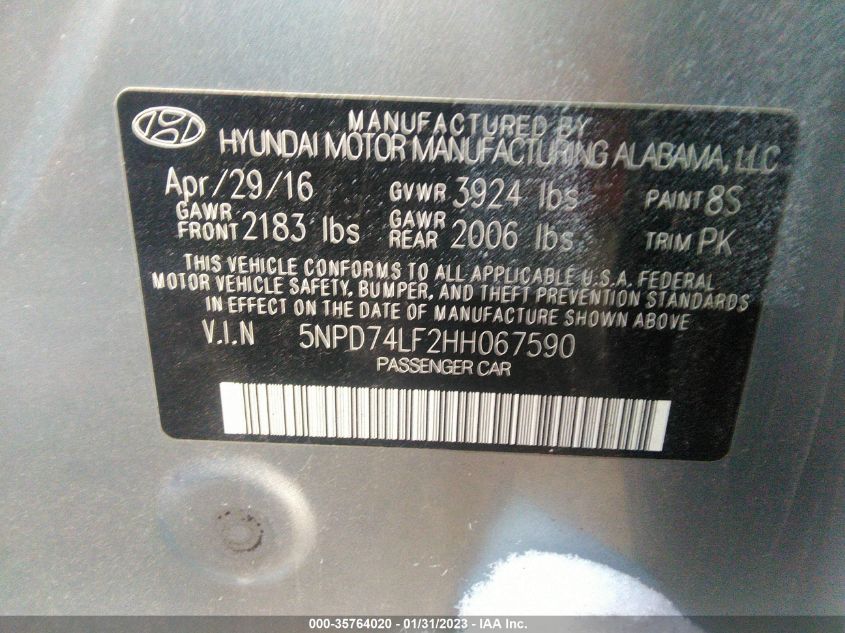 MANUFACTURED BY
HYUNDAI MOTOR MANUFACTURING ALABAMA, LLC
Apr/29/16 GVWR 3924 lbs PAINT 8S
GAWR FRONT 2183 lbs GAWR REAR 2006 lbs TRIM PK
THIS VEHICLE CONFORMS TO ALL APPLICABLE U.S.A. FEDERAL
MOTOR VEHICLE SAFETY, BUMPER, AND THEFT PREVENTION STANDARDS
IN EFFECT ON THE DATE OF MANUFACTURE SHOWN ABOVE
V.I.N 5NPD74LF2HH067590
PASSENGER CAR
000-35764020 - 01/31/2023 - IAA Inc.